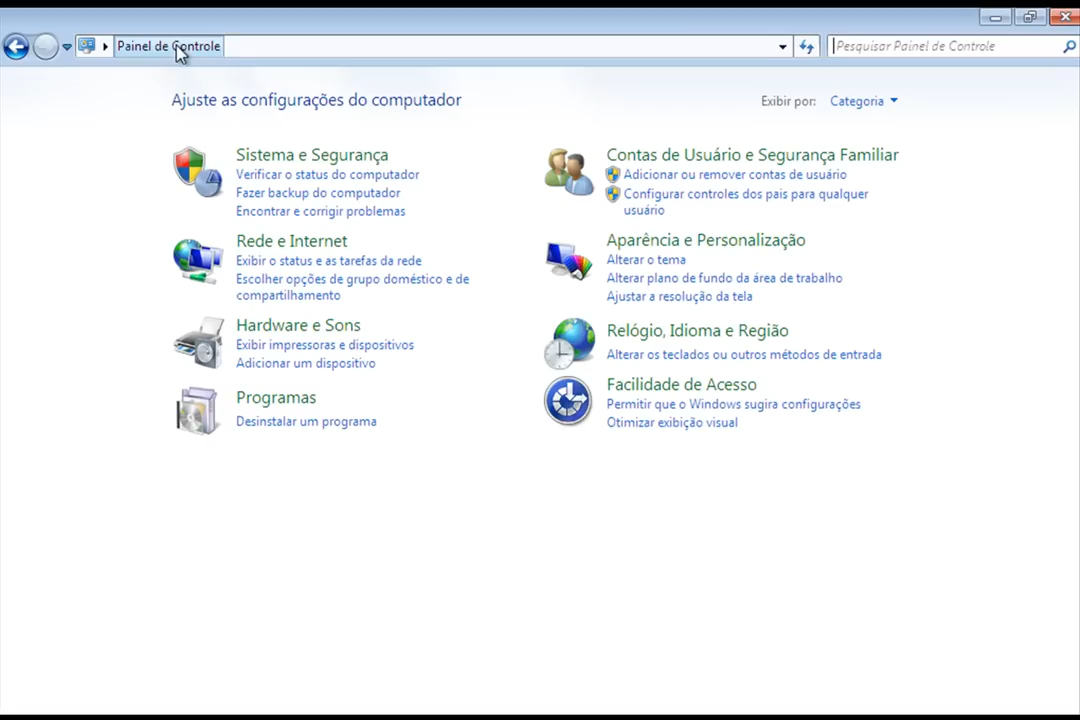 Painel de Controle
Pesquisar Painel de Controle
Ajuste as configurações do computador
Exibir por: Categoria
Sistema e Segurança
Verificar o status do computador
Fazer backup do computador
Encontrar e corrigir problemas
Rede e Internet
Exibir o status e as tarefas da rede
Escolher opções de grupo doméstico e de
compartilhamento
Hardware e Sons
Exibir impressoras e dispositivos
Adicionar um dispositivo
Programas
Desinstalar um programa
Contas de Usuário e Segurança Familiar
Adicionar ou remover contas de usuário
Configurar controles dos pais para qualquer
usuário
Aparência e Personalização
Alterar o tema
Alterar plano de fundo da área de trabalho
Ajustar a resolução da tela
Relógio, Idioma e Região
Alterar os teclados ou outros métodos de entrada
Facilidade de Acesso
Permitir que o Windows sugira configurações
Otimizar exibição visual